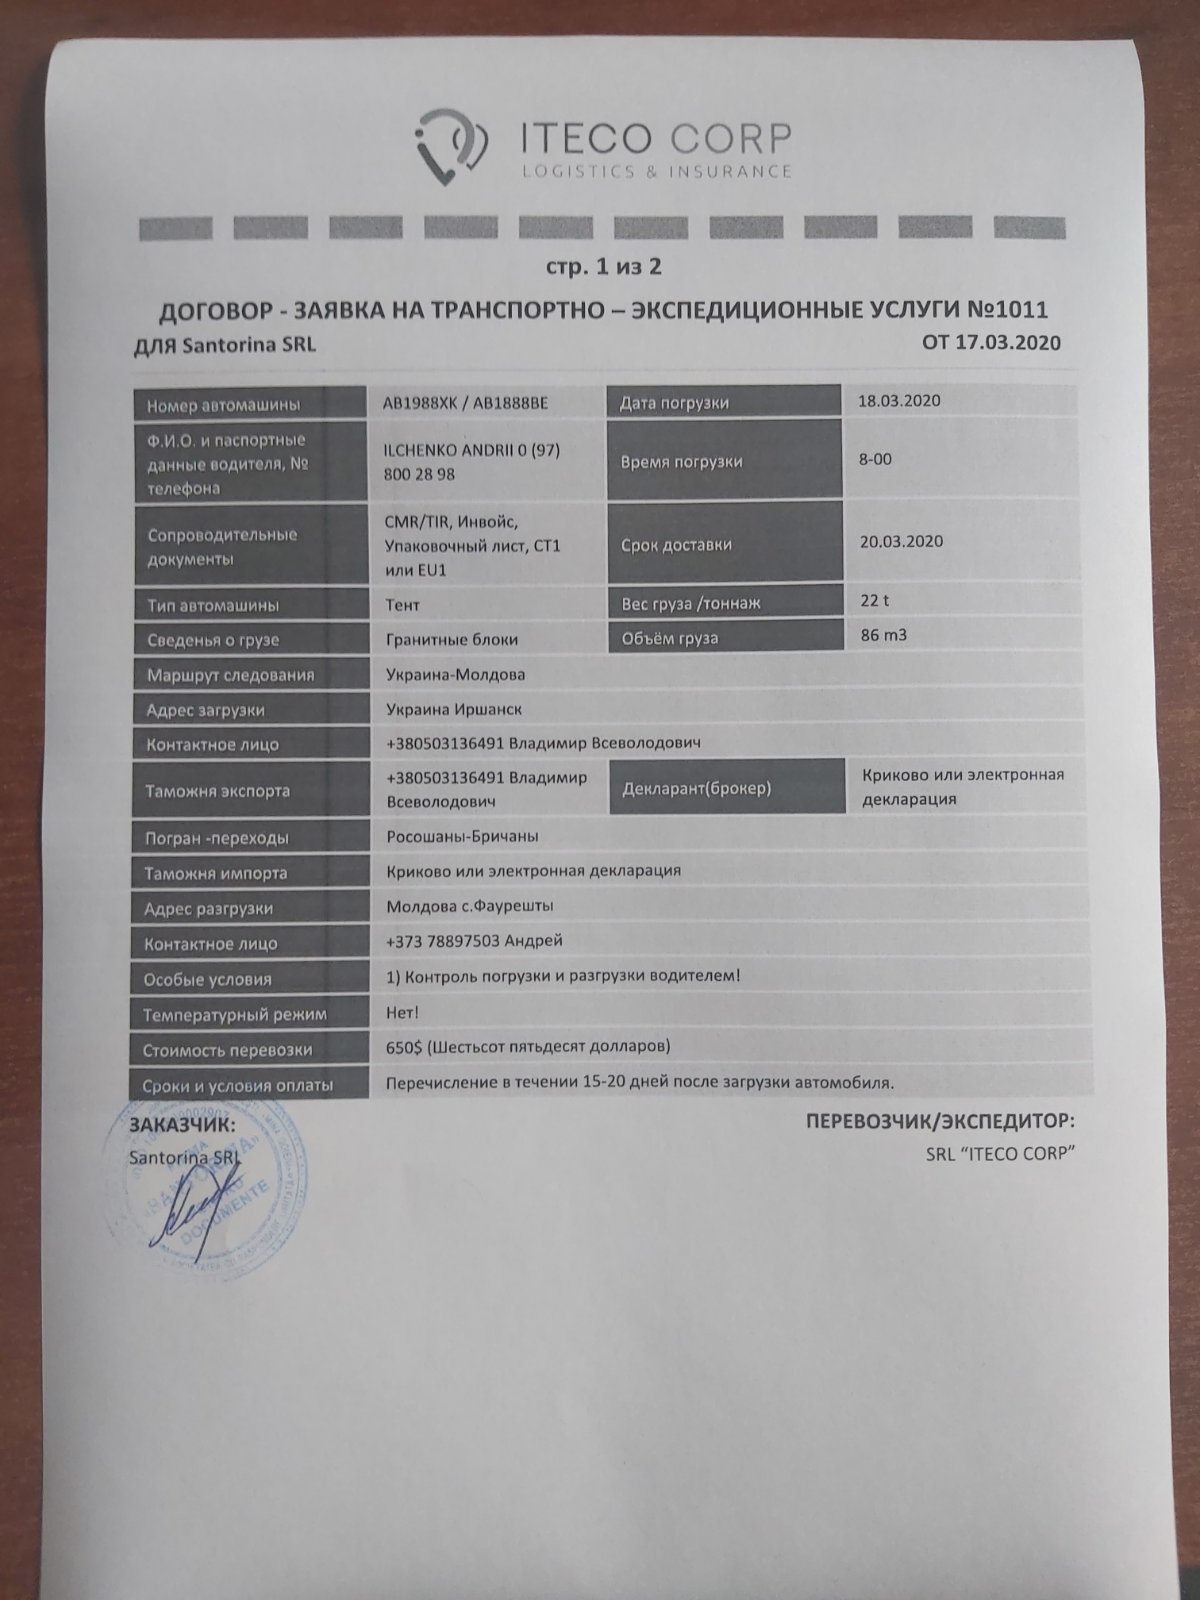 ITECO CORP
LOGISTICS & INSURANCE
стр. 1 из 2
ДОГОВОР - ЗАЯВКА НА ТРАНСПОРТНО – ЭКСПЕДИЦИОННЫЕ УСЛУГИ №1011
ДЛЯ Santorina SRL
ОТ 17.03.2020
Номер автомашины
AB1988XK / AB1888BE
Дата погрузки
18.03.2020
Ф.И.О. и паспортные
данные водителя, №
телефона
ILCHENKO ANDRII 0 (97)
800 28 98
Время погрузки
8-00
Сопроводительные
документы
CMR/TIR, Инвойс,
Упаковочный лист, СТ1
или EU1
Срок доставки
20.03.2020
Тип автомашины
Тент
Вес груза /тоннаж
22 t
Сведенья о грузе
Гранитные блоки
Объём груза
86 m3
Маршрут следования
Украина-Молдова
Адрес загрузки
Украина Иршанск
Контактное лицо
+380503136491 Владимир Всеволодович
Таможня экспорта
+380503136491 Владимир
Всеволодович
Декларант(брокер)
Криково или электронная
декларация
Погран -переходы
Росошаны-Бричаны
Таможня импорта
Криково или электронная декларация
Адрес разгрузки
Молдова с.Фаурешты
Контактное лицо
+373 78897503 Андрей
Особые условия
1) Контроль погрузки и разгрузки водителем!
Температурный режим
Нет!
Стоимость перевозки
650$ (Шестьсот пятьдесят долларов)
Сроки и условия оплаты
Перечисление в течении 15-20 дней после загрузки автомобиля.
ЗАКАЗЧИК:
Santorina SRL
ПЕРЕВОЗЧИК/ЭКСПЕДИТОР:
SRL “ITECO CORP”
DOCUMENTE